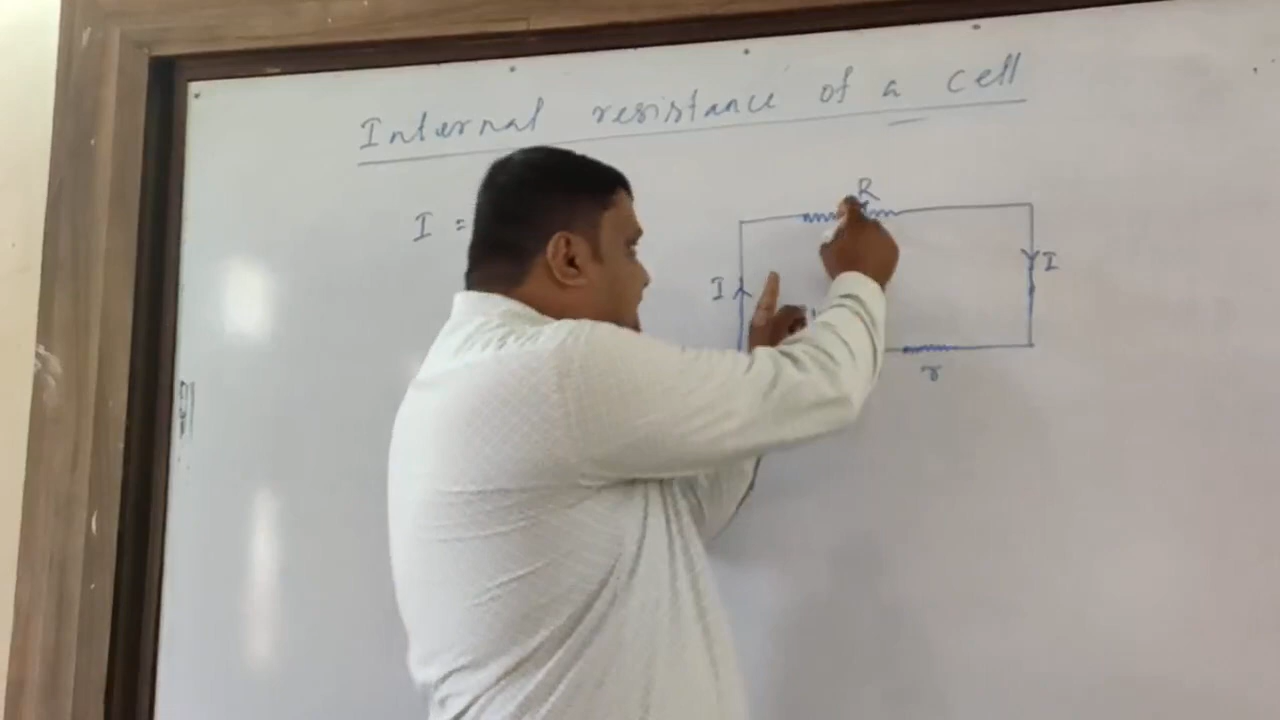 Internal resistance of a cell
I =
R
I
I
r